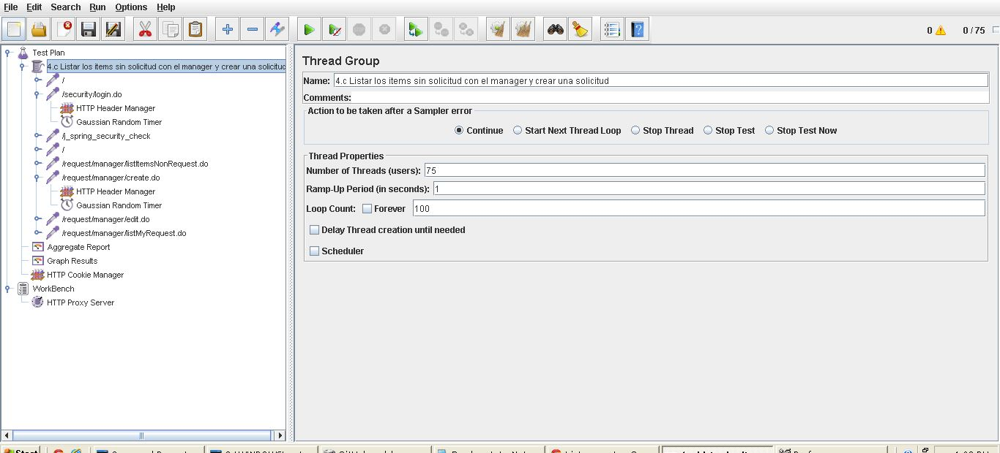 File Edit Search Run Options Help
0 0 / 75
Test Plan
4.c Listar los items sin solicitud con el manager y crear una solicitud
/
/security/login.do
HTTP Header Manager
Gaussian Random Timer
/j_spring_security_check
/
/request/manager/listItemsNonRequest.do
/request/manager/create.do
HTTP Header Manager
Gaussian Random Timer
/request/manager/edit.do
/request/manager/listMyRequest.do
Aggregate Report
Graph Results
HTTP Cookie Manager
WorkBench
HTTP Proxy Server
Thread Group
Name: 4.c Listar los items sin solicitud con el manager y crear una solicitud
Comments:
Action to be taken after a Sampler error
Continue Start Next Thread Loop Stop Thread Stop Test Stop Test Now
Thread Properties
Number of Threads (users): 75
Ramp-Up Period (in seconds): 1
Loop Count: Forever 100
Delay Thread creation until needed
Scheduler
Start